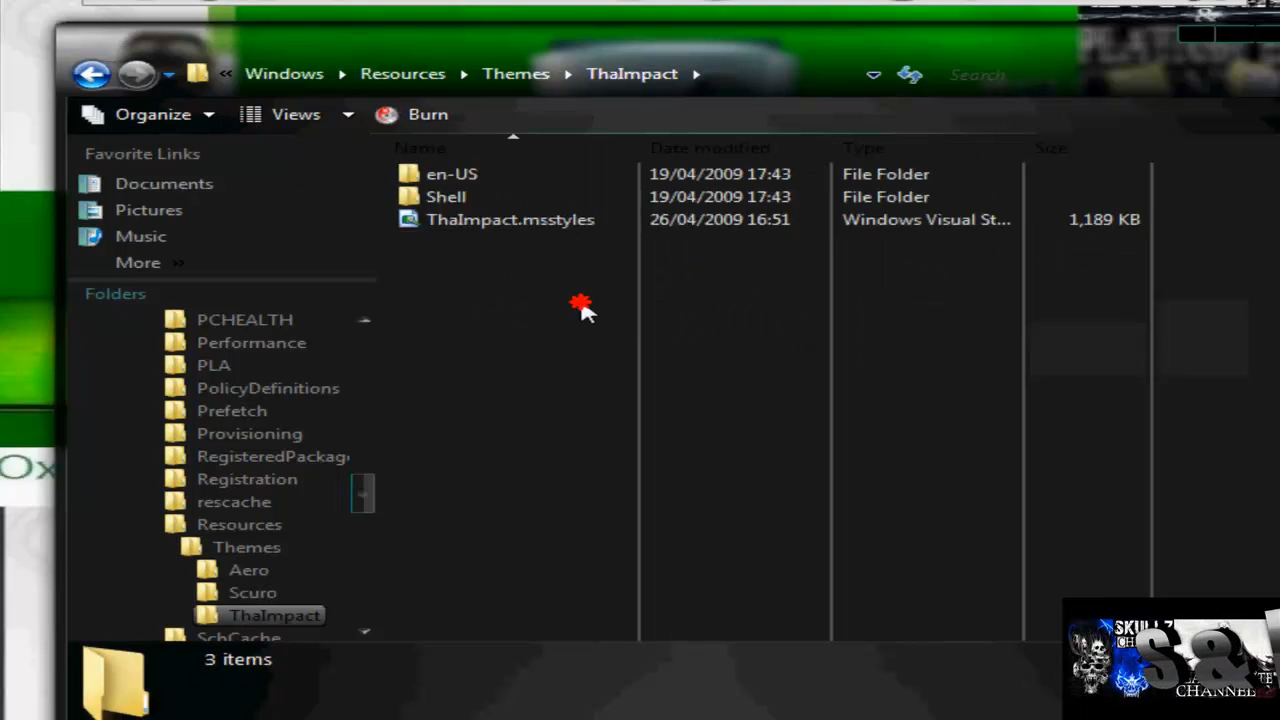 &
« Windows Resources Themes ThaImpact Search
Organize Views Burn
Favorite Links
Documents
Pictures
Music
More »
Folders
PCHEALTH
Performance
PLA
PolicyDefinitions
Prefetch
Provisioning
RegisteredPackag
Registration
rescache
Resources
Themes
Aero
Scuro
ThaImpact
SchCache
Name Date modified Type Size
en-US 19/04/2009 17:43 File Folder
Shell 19/04/2009 17:43 File Folder
ThaImpact.msstyles 26/04/2009 16:51 Windows Visual St... 1,189 KB
3 items
Ox
SKULLZ
S&
CHANNEL